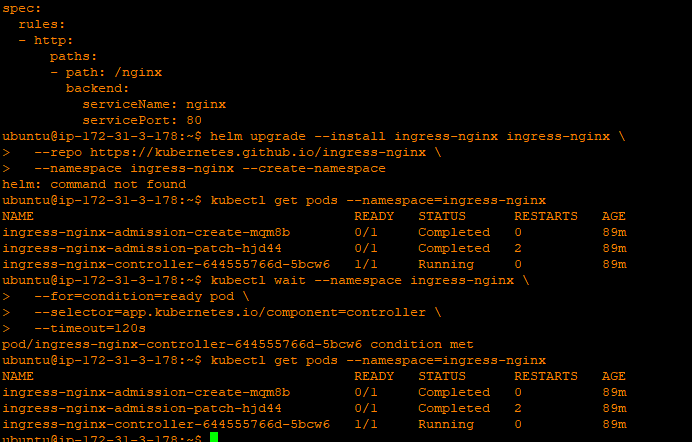 spec:
  rules:
  - http:
      paths:
      - path: /nginx
        backend:
          serviceName: nginx
          servicePort: 80
ubuntu@ip-172-31-3-178:~$ helm upgrade --install ingress-nginx ingress-nginx \
>   --repo https://kubernetes.github.io/ingress-nginx \
>   --namespace ingress-nginx --create-namespace
helm: command not found
ubuntu@ip-172-31-3-178:~$ kubectl get pods --namespace=ingress-nginx
NAME                                        READY   STATUS      RESTARTS   AGE
ingress-nginx-admission-create-mqm8b        0/1     Completed   0          89m
ingress-nginx-admission-patch-hjd44         0/1     Completed   2          89m
ingress-nginx-controller-644555766d-5bcw6   1/1     Running     0          89m
ubuntu@ip-172-31-3-178:~$ kubectl wait --namespace ingress-nginx \
>   --for=condition=ready pod \
>   --selector=app.kubernetes.io/component=controller \
>   --timeout=120s
pod/ingress-nginx-controller-644555766d-5bcw6 condition met
ubuntu@ip-172-31-3-178:~$ kubectl get pods --namespace=ingress-nginx
NAME                                        READY   STATUS      RESTARTS   AGE
ingress-nginx-admission-create-mqm8b        0/1     Completed   0          89m
ingress-nginx-admission-patch-hjd44         0/1     Completed   2          89m
ingress-nginx-controller-644555766d-5bcw6   1/1     Running     0          89m
ubuntu@ip-172-31-3-178:~$